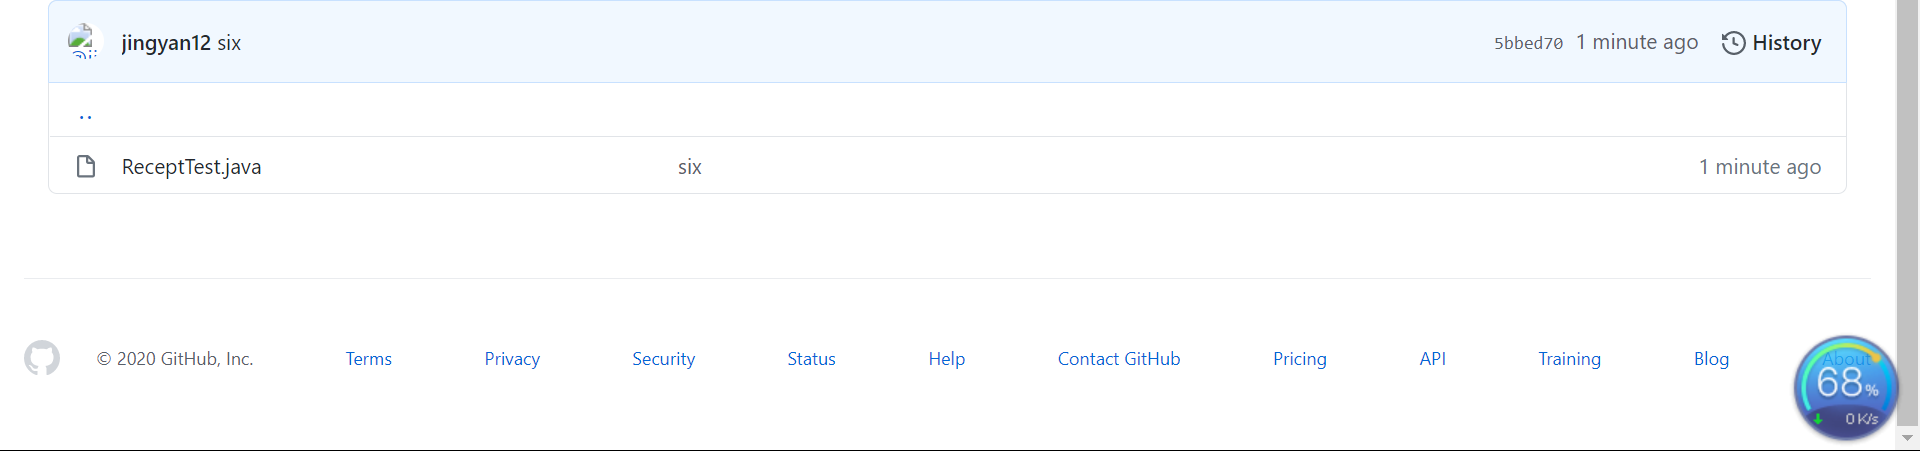 jingyan12 six 5bbed70 1 minute ago History
..
ReceptTest.java six 1 minute ago
© 2020 GitHub, Inc. Terms Privacy Security Status Help Contact GitHub Pricing API Training Blog About
68%
0K/s